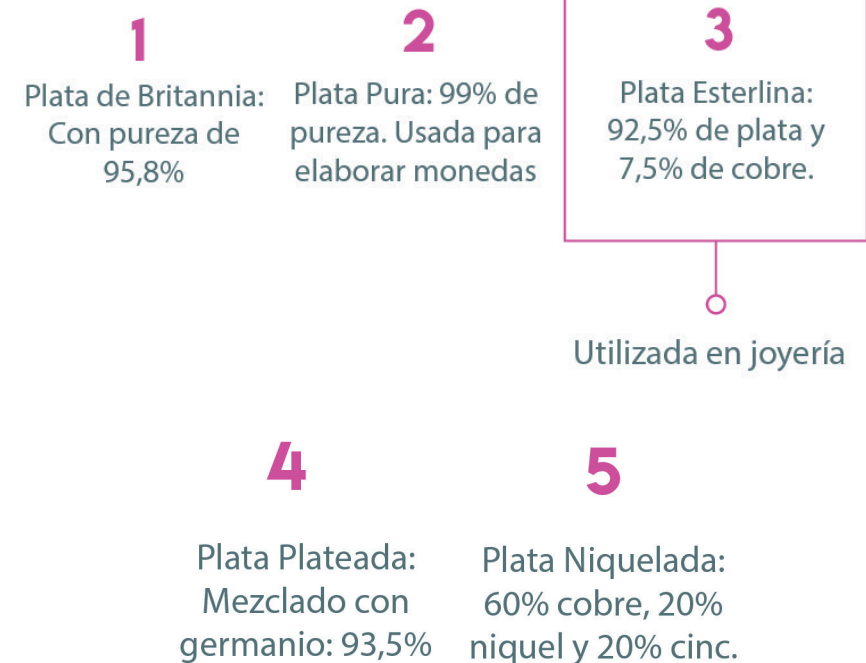 1
Plata de Britannia:
Con pureza de
95,8%
2
Plata Pura: 99% de
pureza. Usada para
elaborar monedas
3
Plata Esterlina:
92,5% de plata y
7,5% de cobre.
Utilizada en joyería
4
Plata Plateada:
Mezclado con
germanio: 93,5%
5
Plata Niquelada:
60% cobre, 20%
niquel y 20% cinc.